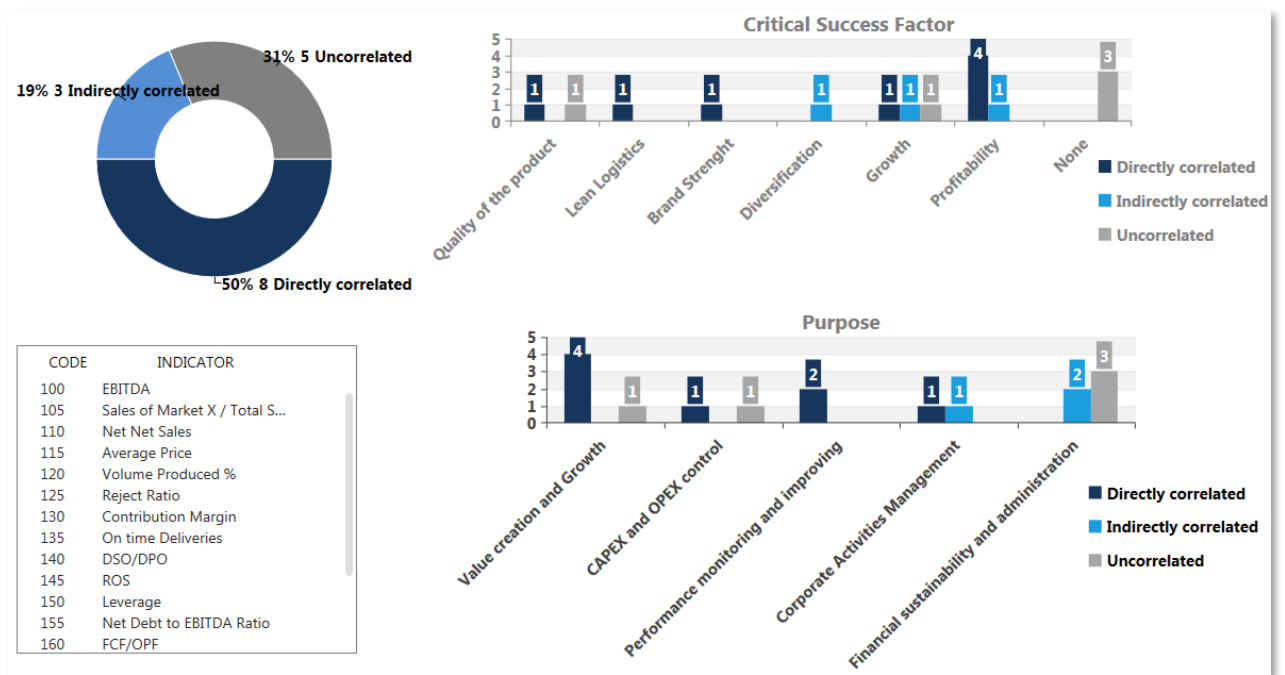 31% 5 Uncorrelated
19% 3 Indirectly correlated
50% 8 Directly correlated
Critical Success Factor
5
4
3
2
1
0
1
1
1
1
1
1
1
1
4
1
3
Quality of the product
Lean Logistics
Brand Strenght
Diversification
Growth
Profitability
None
Directly correlated
Indirectly correlated
Uncorrelated
CODE INDICATOR
100 EBITDA
105 Sales of Market X / Total S...
110 Net Net Sales
115 Average Price
120 Volume Produced %
125 Reject Ratio
130 Contribution Margin
135 On time Deliveries
140 DSO/DPO
145 ROS
150 Leverage
155 Net Debt to EBITDA Ratio
160 FCF/OPF
Purpose
5
4
3
2
1
0
4
1
1
1
2
1
1
2
3
Value creation and Growth
CAPEX and OPEX control
Performance monitoring and improving
Corporate Activities Management
Financial sustainability and administration
Directly correlated
Indirectly correlated
Uncorrelated